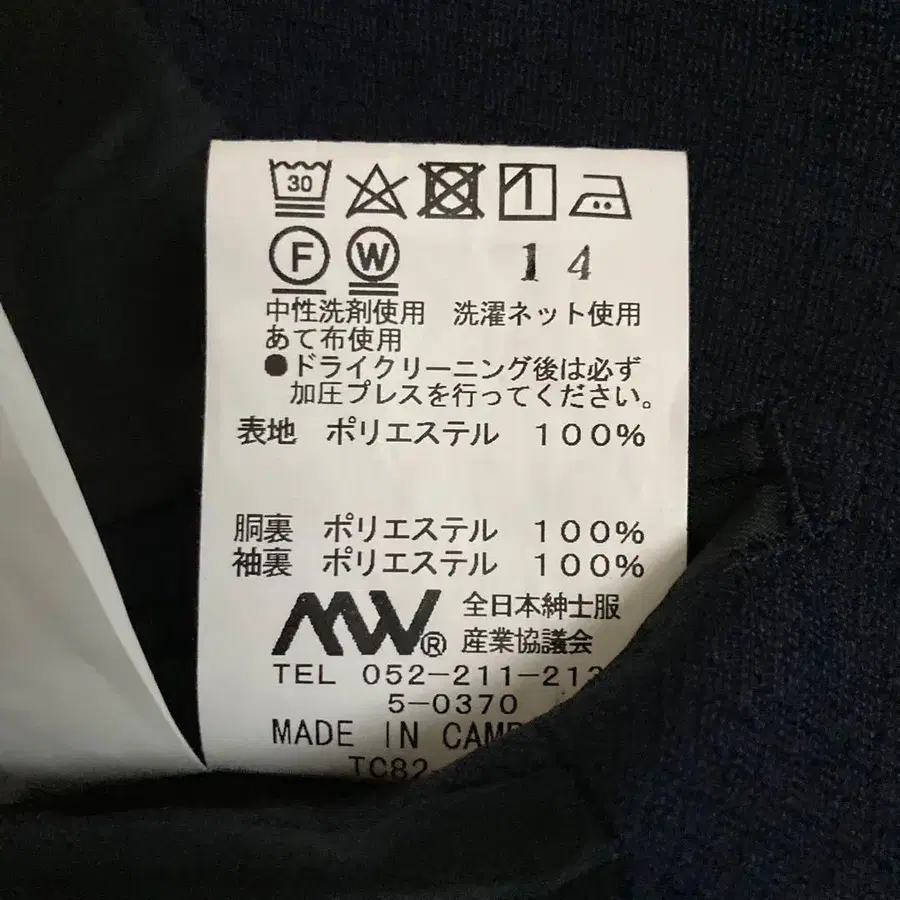 30
F W 14
中性洗剤使用 洗濯ネット使用
あて布使用
●ドライクリーニング後は必ず
加圧プレスを行ってください。
表地 ポリエステル 100%
胴裏 ポリエステル 100%
袖裏 ポリエステル 100%
MW® 全日本紳士服
産業協議会
TEL 052-211-213
5-0370
MADE IN CAM
TC82